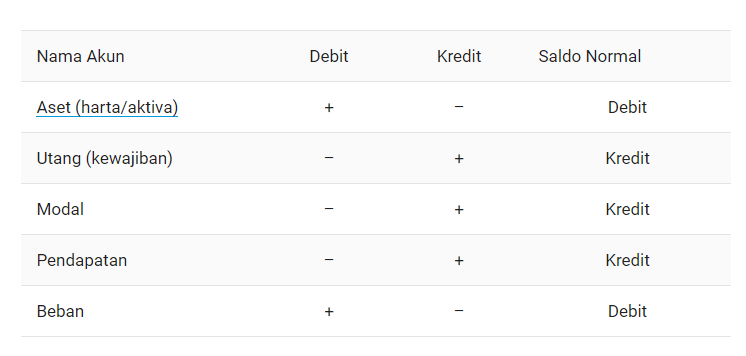 Nama Akun Debit Kredit Saldo Normal
Aset (harta/aktiva) + – Debit
Utang (kewajiban) – + Kredit
Modal – + Kredit
Pendapatan – + Kredit
Beban + – Debit